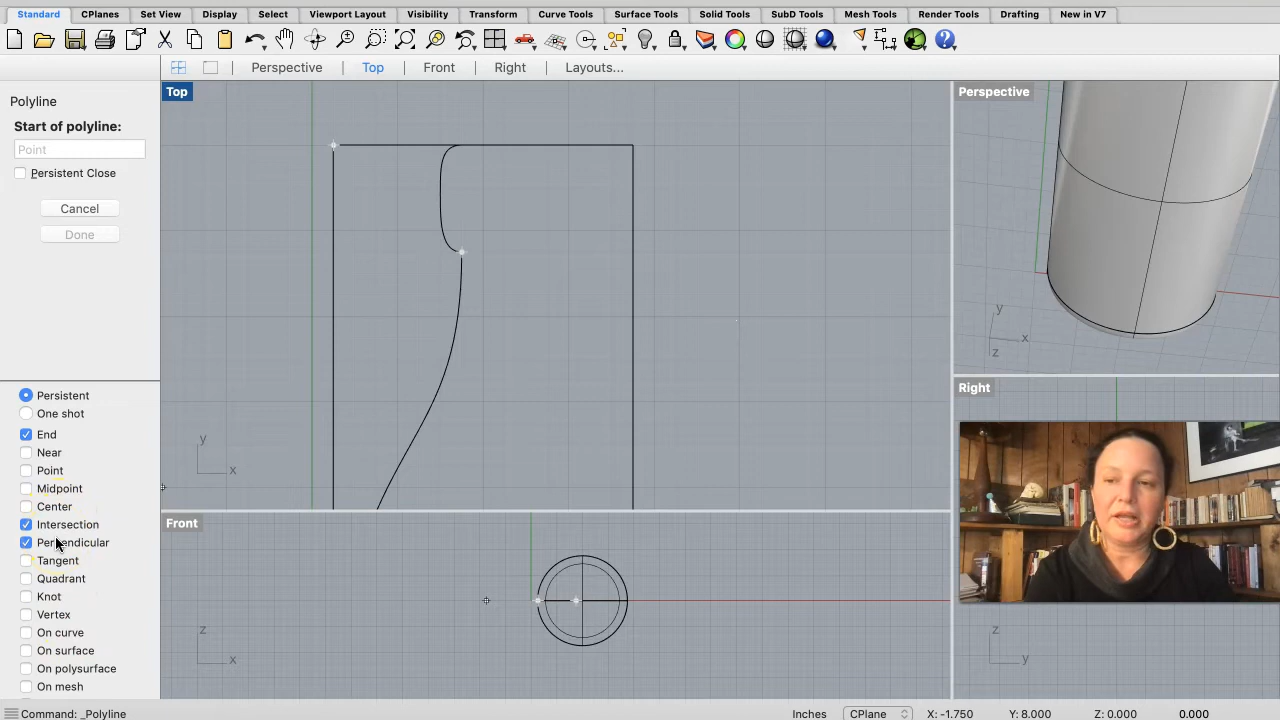 Standard CPlanes Set View Display Select Viewport Layout Visibility Transform Curve Tools Surface Tools Solid Tools SubD Tools Mesh Tools Render Tools Drafting New in V7
Perspective Top Front Right Layouts...
Polyline
Start of polyline:
Point
Persistent Close
Cancel
Done
Persistent
One shot
End
Near
Point
Midpoint
Center
Intersection
Perpendicular
Tangent
Quadrant
Knot
Vertex
On curve
On surface
On polysurface
On mesh
Top
y
x
Perspective
y
x
z
Front
z
x
Right
z
y
Command: _Polyline
Inches CPlane X: -1.750 Y: 8.000 Z: 0.000 0.000